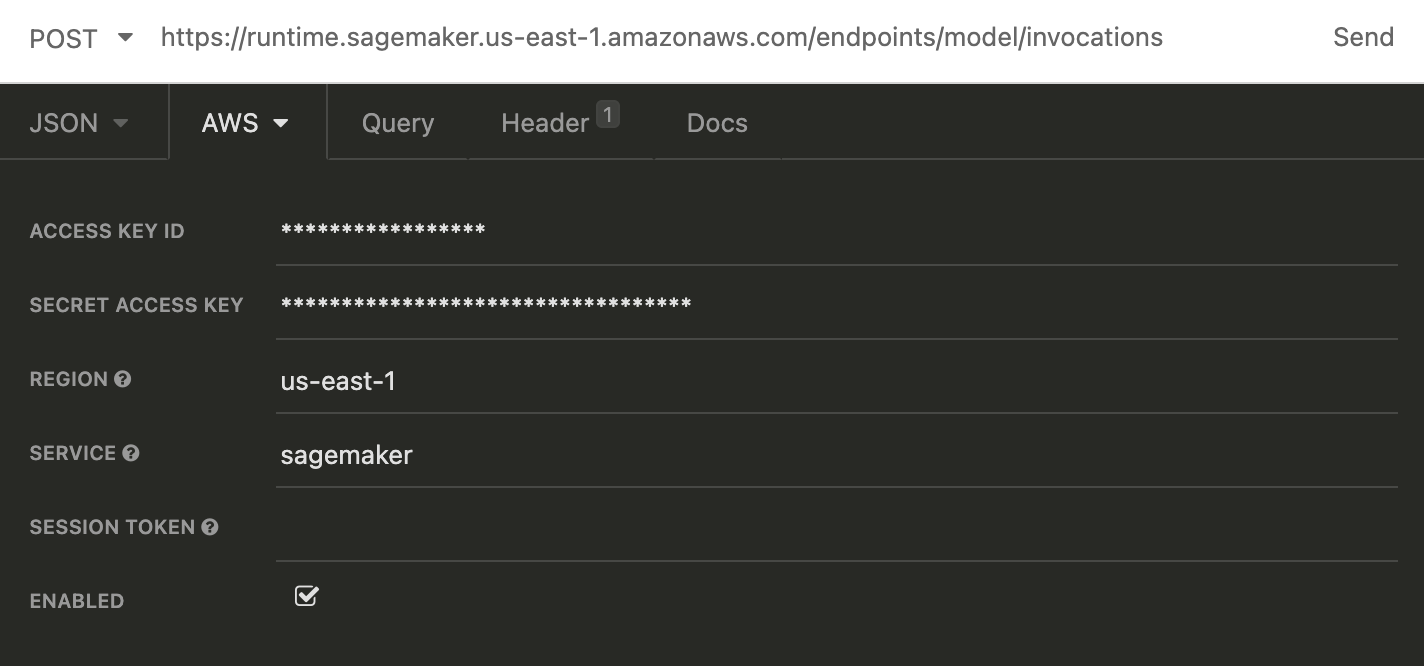 POST https://runtime.sagemaker.us-east-1.amazonaws.com/endpoints/model/invocations Send
JSON AWS Query Header 1 Docs
ACCESS KEY ID *****************
SECRET ACCESS KEY **********************************
REGION ? us-east-1
SERVICE ? sagemaker
SESSION TOKEN ?
ENABLED